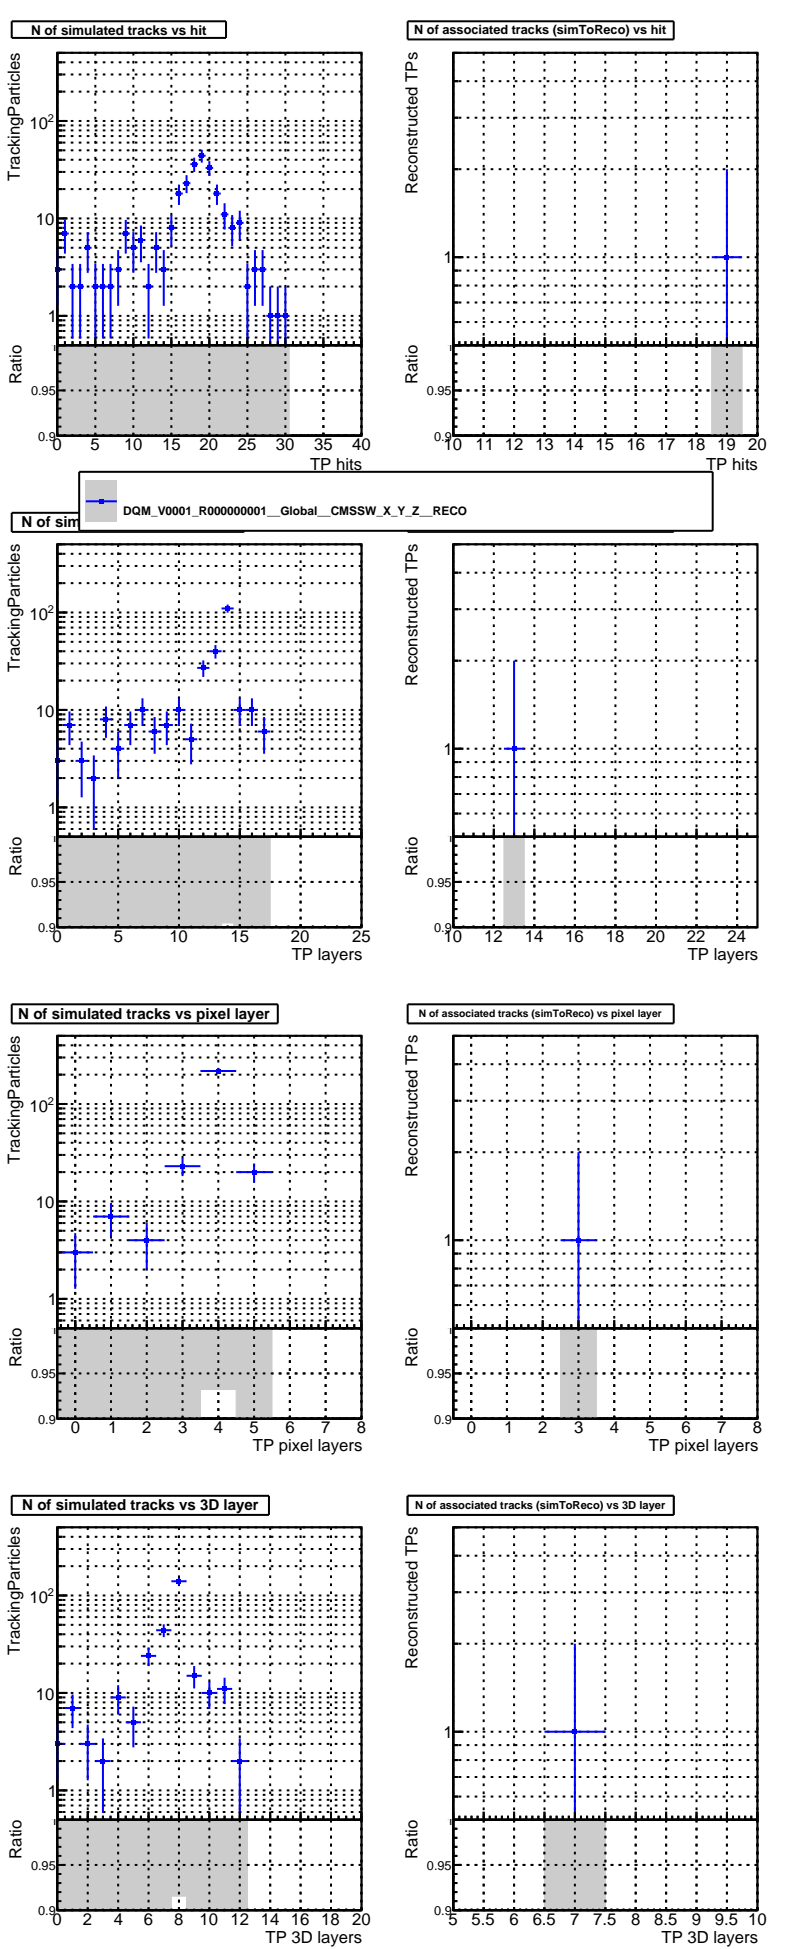 N of simulated tracks vs hit
TrackingParticles
10²
10
1
Ratio
0.95
0.9
0 5 10 15 20 25 30 35 40
TP hits
N of associated tracks (simToReco) vs hit
Reconstructed TPs
1
Ratio
0.95
0.9
10 11 12 13 14 15 16 17 18 19 20
TP hits
DQM_V0001_R000000001__Global__CMSSW_X_Y_Z__RECO
N of sim
TrackingParticles
10²
10
1
Ratio
0.95
0.9
0 5 10 15 20 25
TP layers
Reconstructed TPs
1
Ratio
0.95
0.9
10 12 14 16 18 20 22 24
TP layers
N of simulated tracks vs pixel layer
TrackingParticles
10²
10
1
Ratio
0.95
0.9
0 1 2 3 4 5 6 7 8
TP pixel layers
N of associated tracks (simToReco) vs pixel layer
Reconstructed TPs
1
Ratio
0.95
0.9
0 1 2 3 4 5 6 7 8
TP pixel layers
N of simulated tracks vs 3D layer
TrackingParticles
10²
10
1
Ratio
0.95
0.9
0 2 4 6 8 10 12 14 16 18 20
TP 3D layers
N of associated tracks (simToReco) vs 3D layer
Reconstructed TPs
1
Ratio
0.95
0.9
5 5.5 6 6.5 7 7.5 8 8.5 9 9.5 10
TP 3D layers